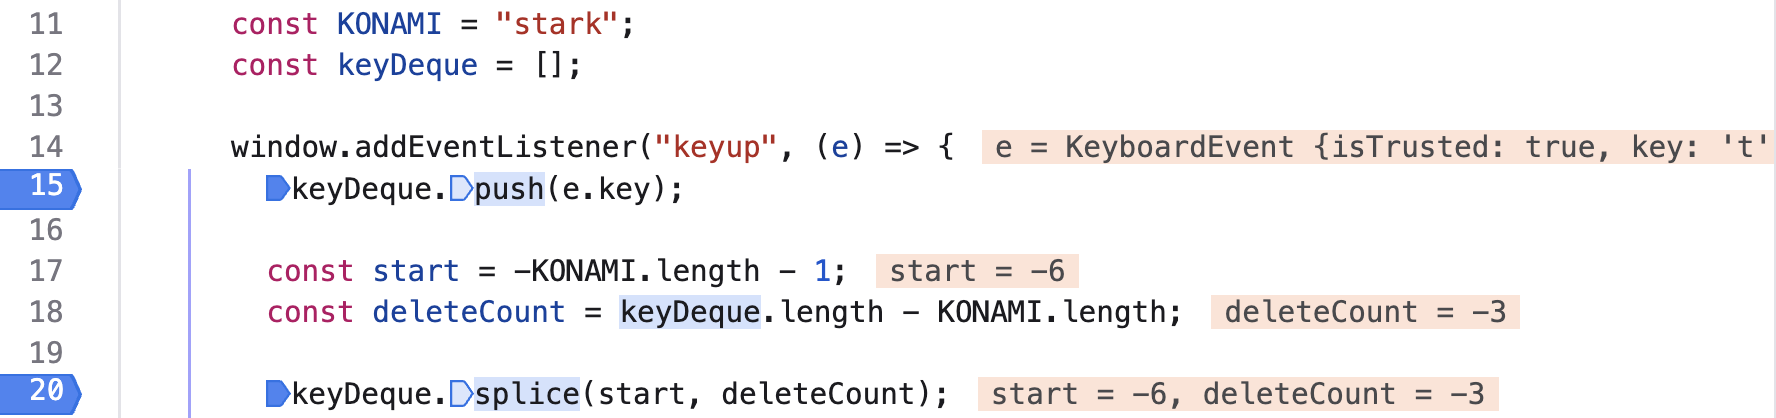 11 const KONAMI = "stark";
12 const keyDeque = [];
13
14 window.addEventListener("keyup", (e) => { e = KeyboardEvent {isTrusted: true, key: 't'
15 keyDeque.push(e.key);
16
17 const start = -KONAMI.length - 1; start = -6
18 const deleteCount = keyDeque.length - KONAMI.length; deleteCount = -3
19
20 keyDeque.splice(start, deleteCount); start = -6, deleteCount = -3